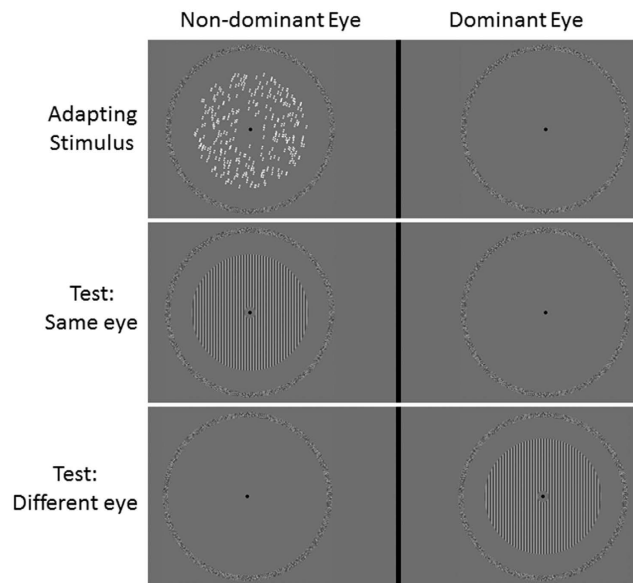 Non-dominant Eye
Dominant Eye
Adapting
Stimulus
Test:
Same eye
Test:
Different eye